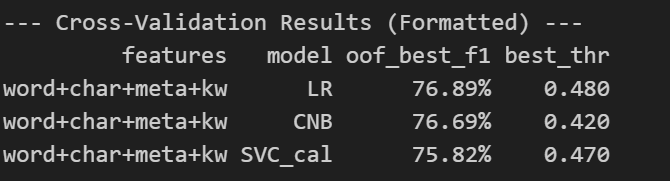 --- Cross-Validation Results (Formatted) ---
features model oof_best_f1 best_thr
word+char+meta+kw LR 76.89% 0.480
word+char+meta+kw CNB 76.69% 0.420
word+char+meta+kw SVC_cal 75.82% 0.470